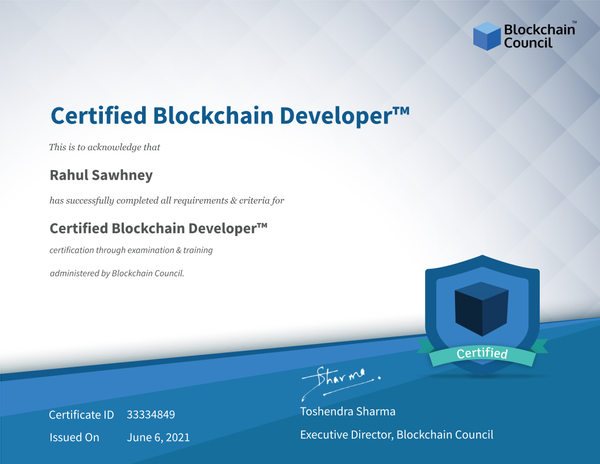 Blockchain™
Council
Certified Blockchain Developer™
This is to acknowledge that
Rahul Sawhney
has successfully completed all requirements & criteria for
Certified Blockchain Developer™
certification through examination & training
administered by Blockchain Council.
Certified
Sharma
Certificate ID 33334849
Toshendra Sharma
Issued On June 6, 2021
Executive Director, Blockchain Council